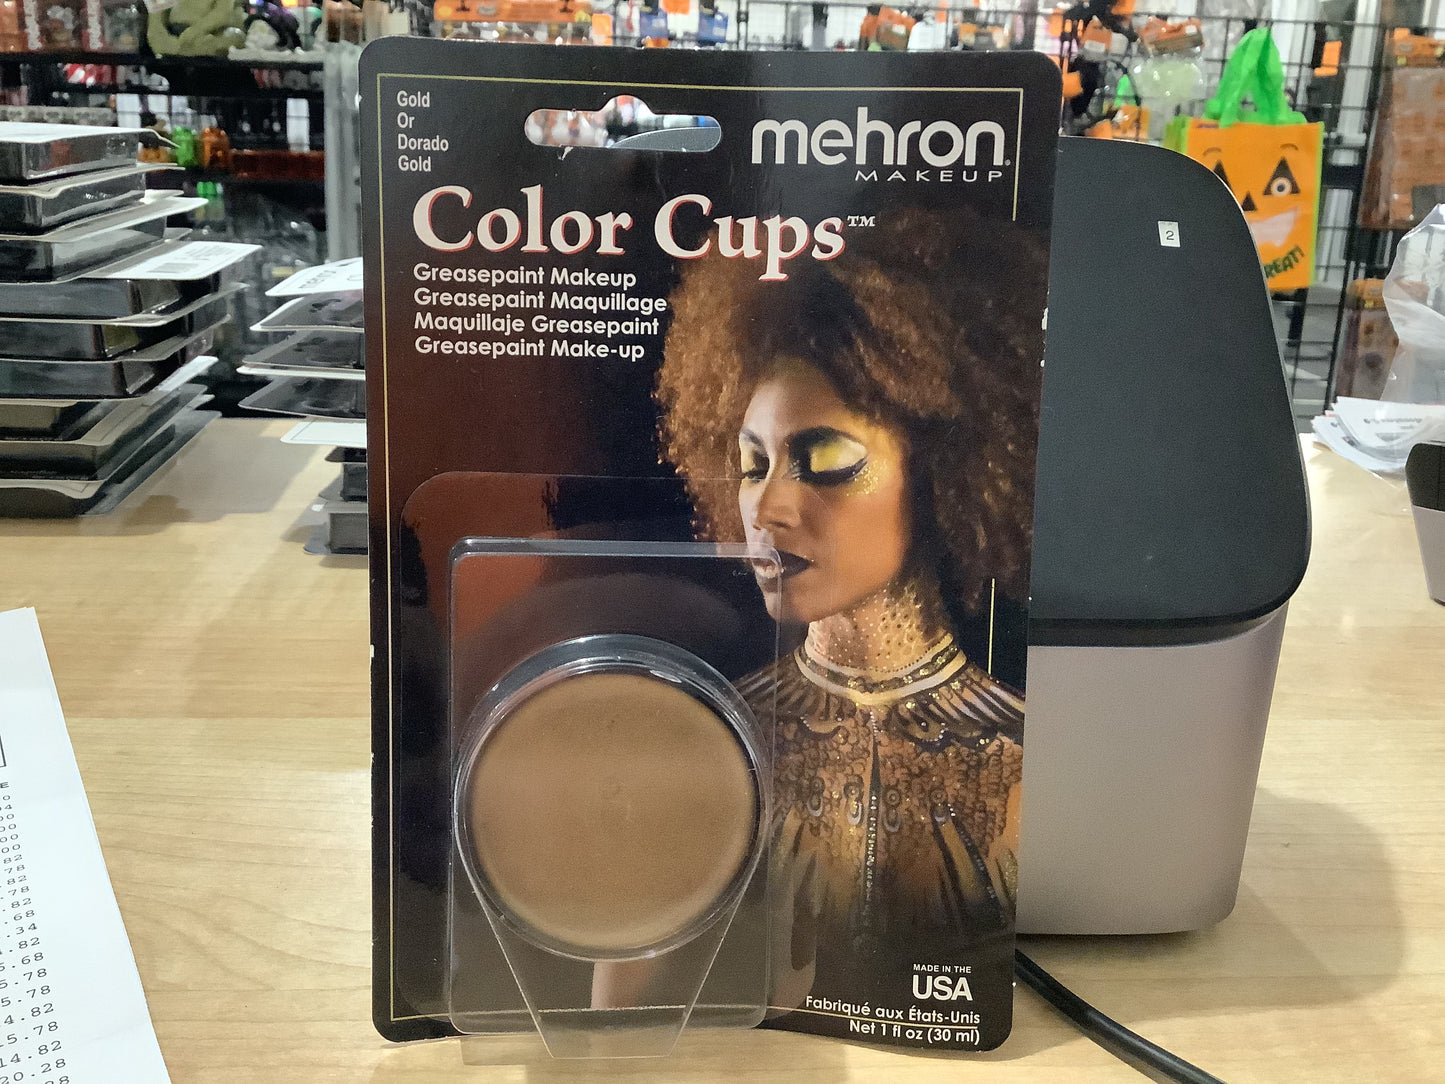 Gold
Or
Dorado
Gold
mehron
MAKEUP
Color Cups™
Greasepaint Makeup
Greasepaint Maquillage
Maquillaje Greasepaint
Greasepaint Make-up
MADE IN THE
USA
Fabriqué aux États-Unis
Net 1 fl oz (30 ml)
2